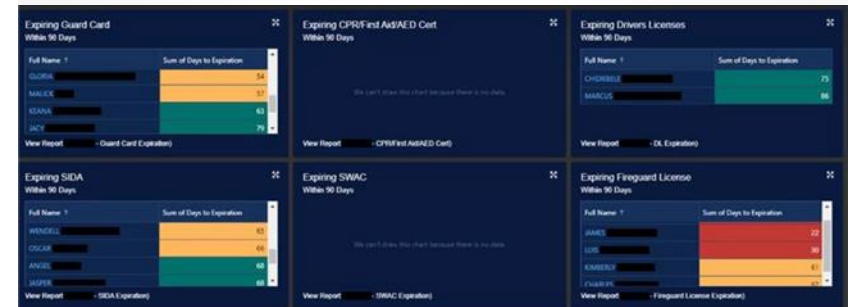 Expiring Guard Card
Within 90 Days
Full Name ↑ Sum of Days to Expiration
GLORIA 54
MALICK 57
KEANA 63
JACY 79
View Report - Guard Card Expiration)
Expiring CPR/First Aid/AED Cert
Within 90 Days
We can't draw this chart because there is no data.
View Report - CPR/First Aid/AED Cert)
Expiring Drivers Licenses
Within 90 Days
Full Name ↑ Sum of Days to Expiration
CHIDIEBELE 75
MARCUS 86
View Report - DL Expiration)
Expiring SIDA
Within 90 Days
Full Name ↑ Sum of Days to Expiration
WENDELL 65
OSCAR 66
ANGEL 68
JASPER 68
View Report - SIDA Expiration)
Expiring SWAC
Within 90 Days
We can't draw this chart because there is no data.
View Report - SWAC Expiration)
Expiring Fireguard License
Within 90 Days
Full Name ↑ Sum of Days to Expiration
JAMES 22
LUIS 30
KIMBERLY 61
CHARLES 62
View Report - Fireguard License Expiration)